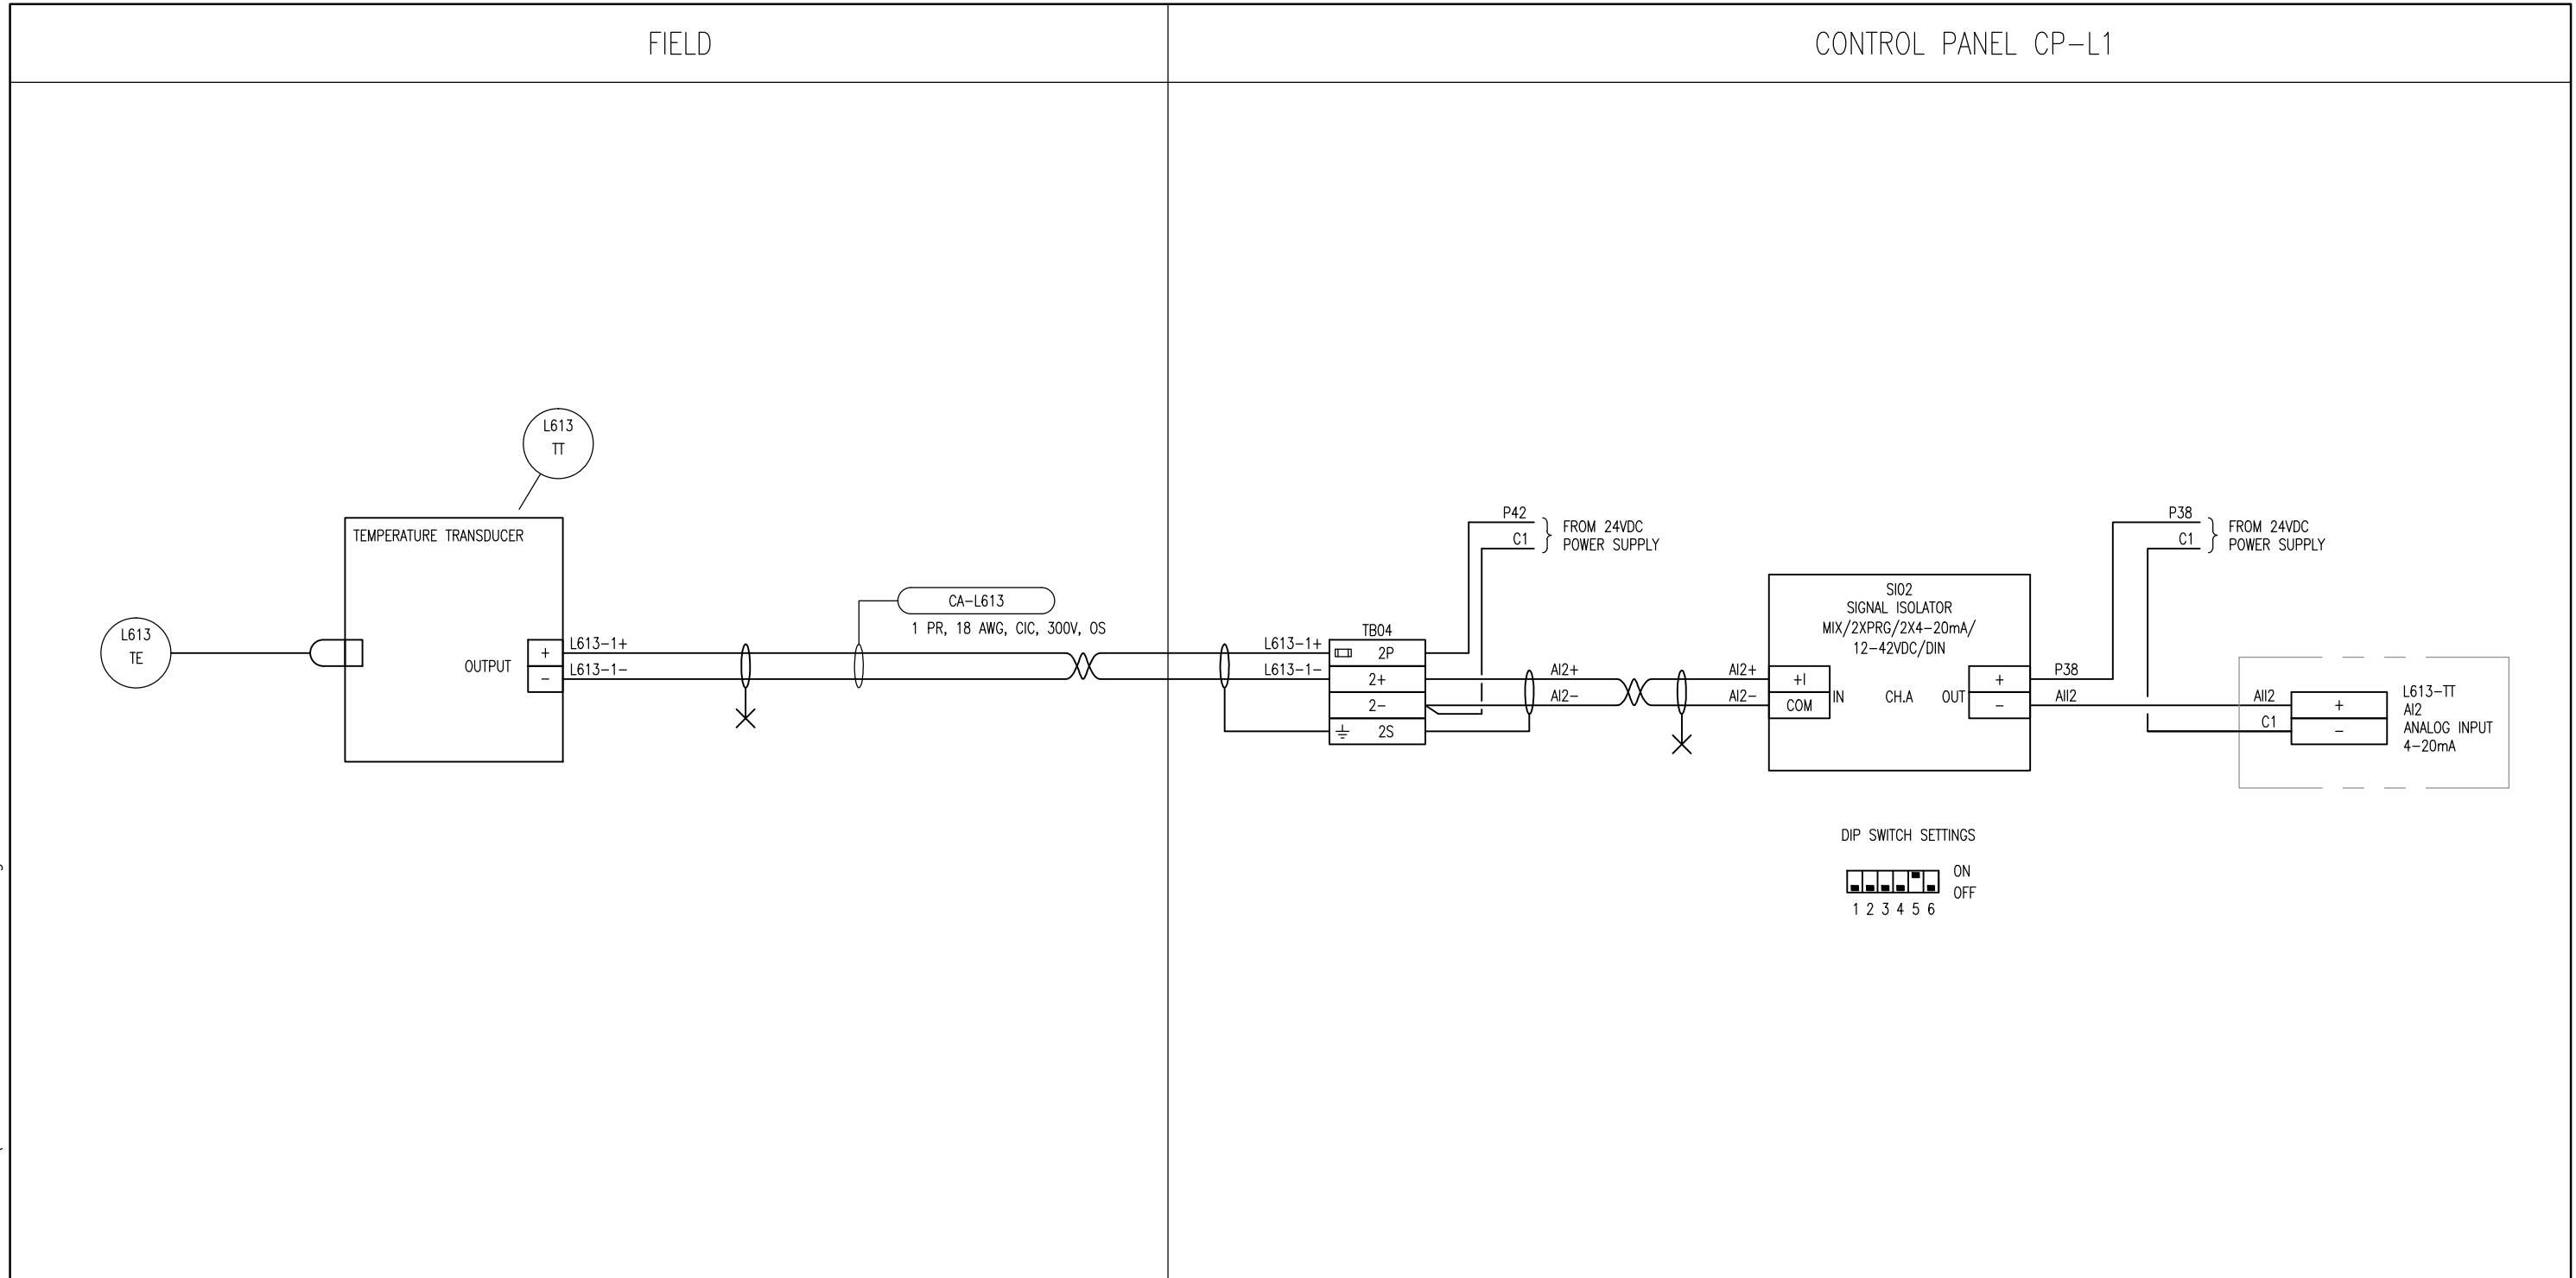 FIELD
CONTROL PANEL CP-L1
L613
TT
TEMPERATURE TRANSDUCER
L613
TE
OUTPUT
+
-
L613-1+
L613-1-
CA-L613
1 PR, 18 AWG, CIC, 300V, OS
L613-1+
L613-1-
TB04
2P
2+
2-
2S
P42
C1
FROM 24VDC
POWER SUPPLY
AI2+
AI2-
AI2+
AI2-
SI02
SIGNAL ISOLATOR
MIX/2XPRG/2X4-20mA/
12-42VDC/DIN
+I
COM
IN
CH.A
OUT
+
-
P38
AII2
P38
C1
FROM 24VDC
POWER SUPPLY
AII2
C1
+
-
L613-TT
AI2
ANALOG INPUT
4-20mA
DIP SWITCH SETTINGS
ON
OFF
1 2 3 4 5 6